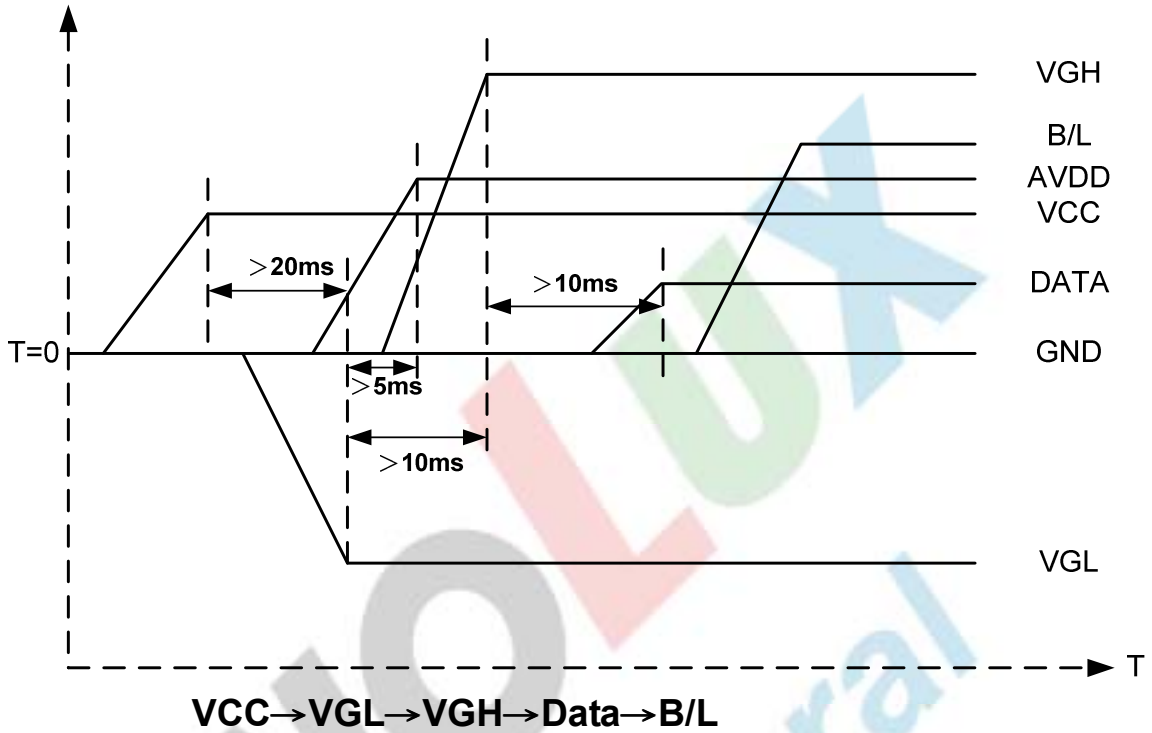 VGH
B/L
AVDD
VCC
>20ms
>10ms
DATA
T=0
GND
>5ms
>10ms
VGL
T
VCC→VGL→VGH→Data→B/L